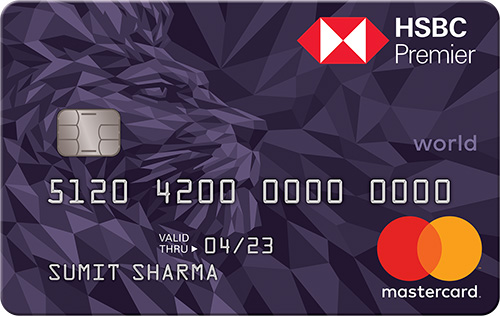 HSBC
Premier
world
5120 4200 0000 0000
VALID
THRU ▸ 04/23
SUMIT SHARMA
mastercard.